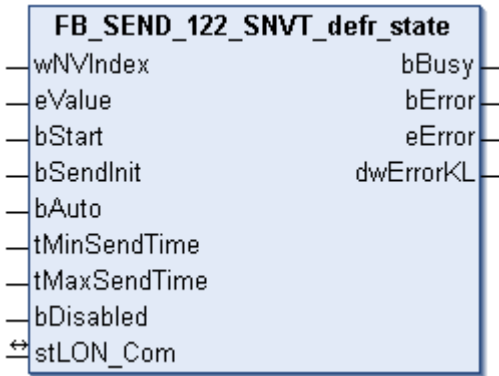 FB_SEND_122_SNVT_defr_state
wNVIndex bBusy
eValue bError
bStart eError
bSendInit dwErrorKL
bAuto
tMinSendTime
tMaxSendTime
bDisabled
stLON_Com